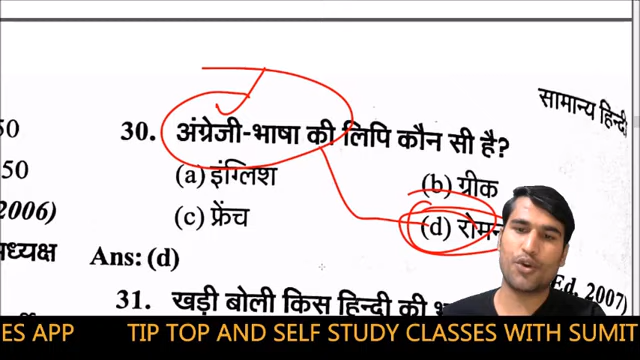 सामान्य हिन्दी
50
30. अंग्रेजी-भाषा की लिपि कौन सी है?
50
(a) इंग्लिश
(b) ग्रीक
2006)
(c) फ्रेंच
(d) रोमन
ध्यक्ष
Ans: (d)
Ed, 2007)
31. खड़ी बोली किस हिन्दी की
ES APP TIP TOP AND SELF STUDY CLASSES WITH SUMIT